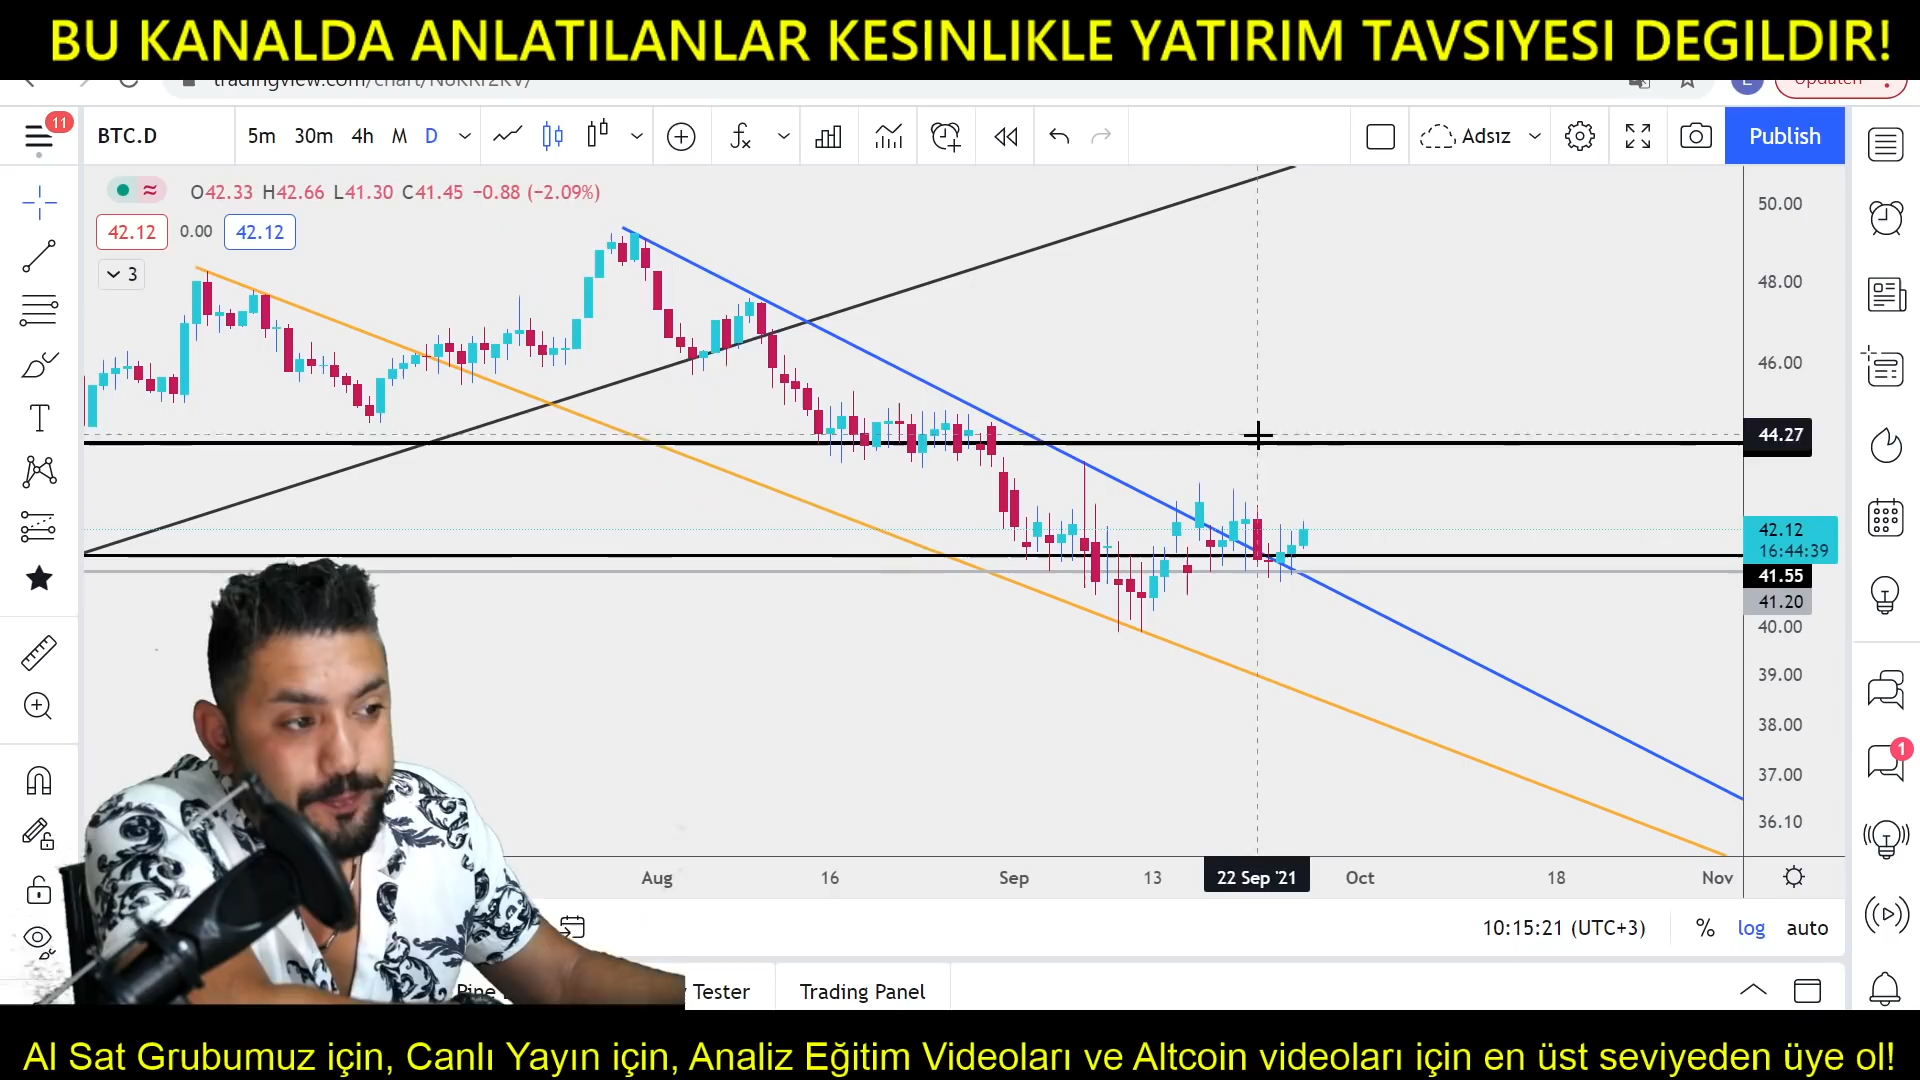 BU KANALDA ANLATILANLAR KESINLIKLE YATIRIM TAVSIYESI DEGILDIR!
11
BTC.D
5m 30m 4h M D
Adsız
Publish
O42.33 H42.66 L41.30 C41.45 −0.88 (−2.09%)
42.12 0.00 42.12
3
50.00
48.00
46.00
44.27
42.12
16:44:39
41.55
41.20
40.00
39.00
38.00
37.00
36.10
1
Aug 16 Sep 13 22 Sep '21 Oct 18 Nov
10:15:21 (UTC+3) % log auto
Tester Trading Panel
Al Sat Grubumuz için, Canlı Yayın için, Analiz Eğitim Videoları ve Altcoin videoları için en üst seviyeden üye ol!